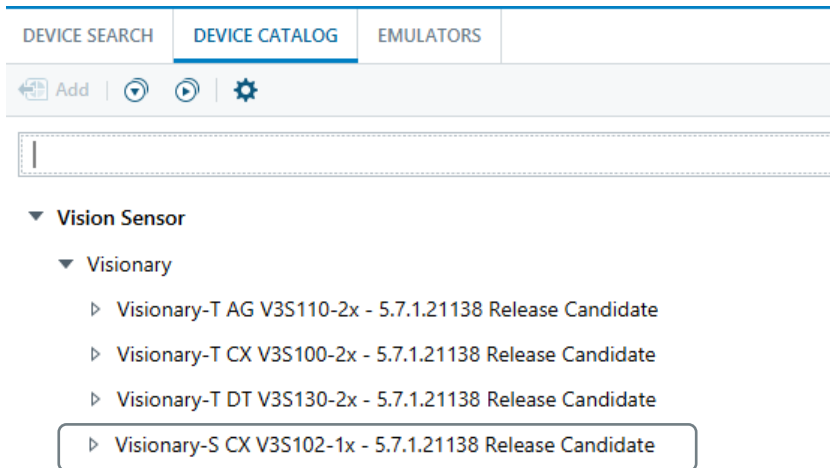 DEVICE SEARCH DEVICE CATALOG EMULATORS
Add
Vision Sensor
Visionary
Visionary-T AG V3S110-2x - 5.7.1.21138 Release Candidate
Visionary-T CX V3S100-2x - 5.7.1.21138 Release Candidate
Visionary-T DT V3S130-2x - 5.7.1.21138 Release Candidate
Visionary-S CX V3S102-1x - 5.7.1.21138 Release Candidate